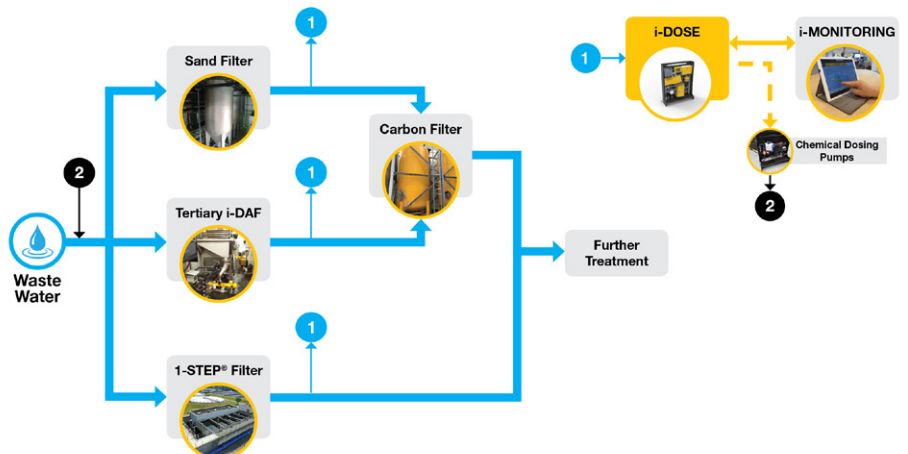 1
i-DOSE
i-MONITORING
Sand Filter
1
Carbon Filter
2
1
Chemical Dosing
Pumps
Tertiary i-DAF
2
Waste
Water
Further
Treatment
1
1-STEP® Filter